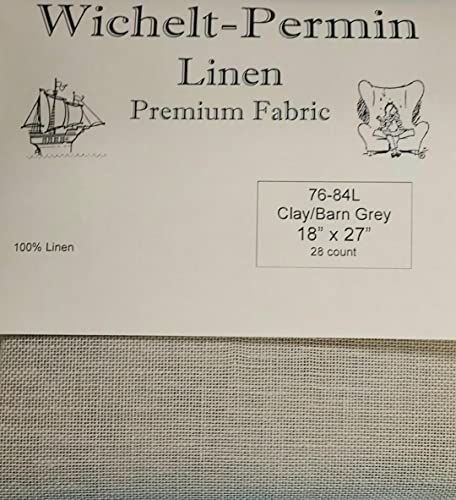 Wichelt-Permin
Linen
Premium Fabric
76-84L
Clay/Barn Grey
18" x 27"
28 count
100% Linen